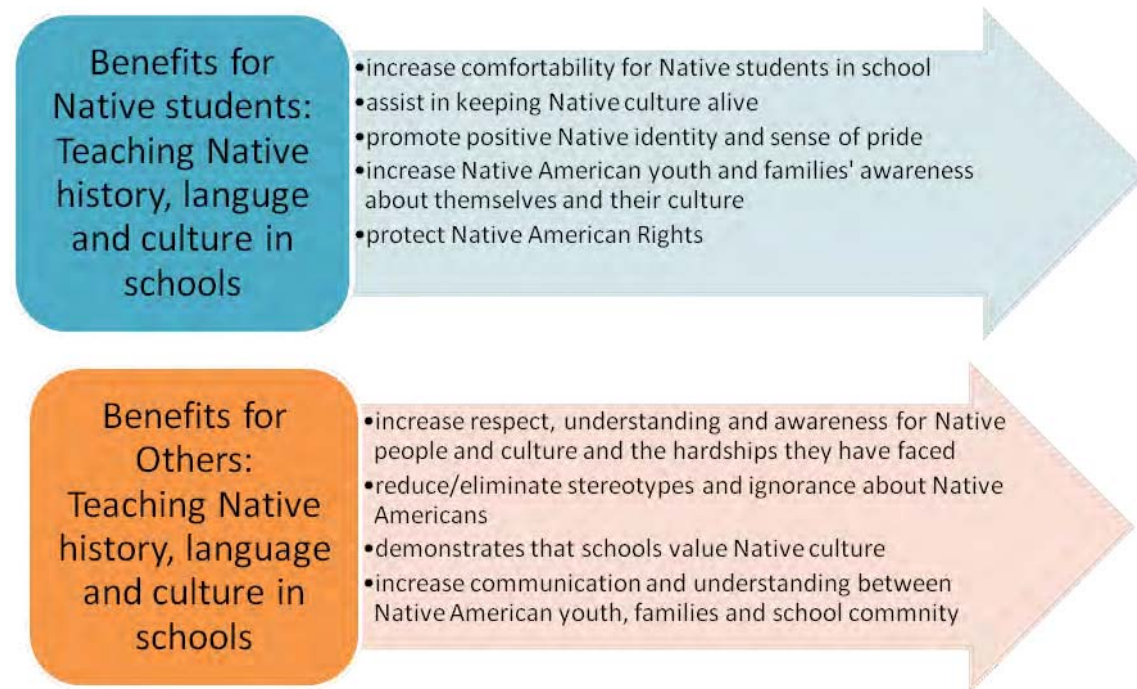 Benefits for
Native students:
Teaching Native
history, languge
and culture in
schools
•increase comfortability for Native students in school
•assist in keeping Native culture alive
•promote positive Native identity and sense of pride
•increase Native American youth and families' awareness
about themselves and their culture
•protect Native American Rights
Benefits for
Others:
Teaching Native
history, language
and culture in
schools
•increase respect, understanding and awareness for Native
people and culture and the hardships they have faced
•reduce/eliminate stereotypes and ignorance about Native
Americans
•demonstrates that schools value Native culture
•increase communication and understanding between
Native American youth, families and school commnity